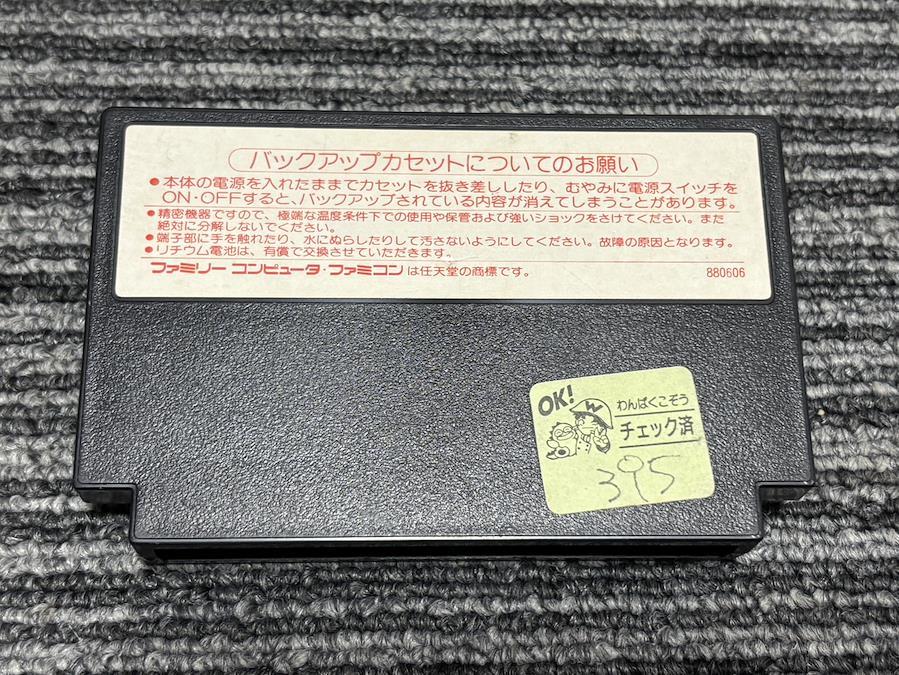 バックアップカセットについてのお願い
●本体の電源を入れたままでカセットを抜き差ししたり、むやみに電源スイッチを
ON・OFFすると、バックアップされている内容が消えてしまうことがあります。
●精密機器ですので、極端な温度条件下での使用や保管および強いショックをさけてください。また
絶対に分解しないでください。
●端子部に手を触れたり、水にぬらしたりして汚さないようにしてください。故障の原因となります。
●リチウム電池は、有償で交換させていただきます。
ファミリーコンピュータ・ファミコンは任天堂の商標です。
880606
OK!
わんぱくこぞう
チェック済
395
W